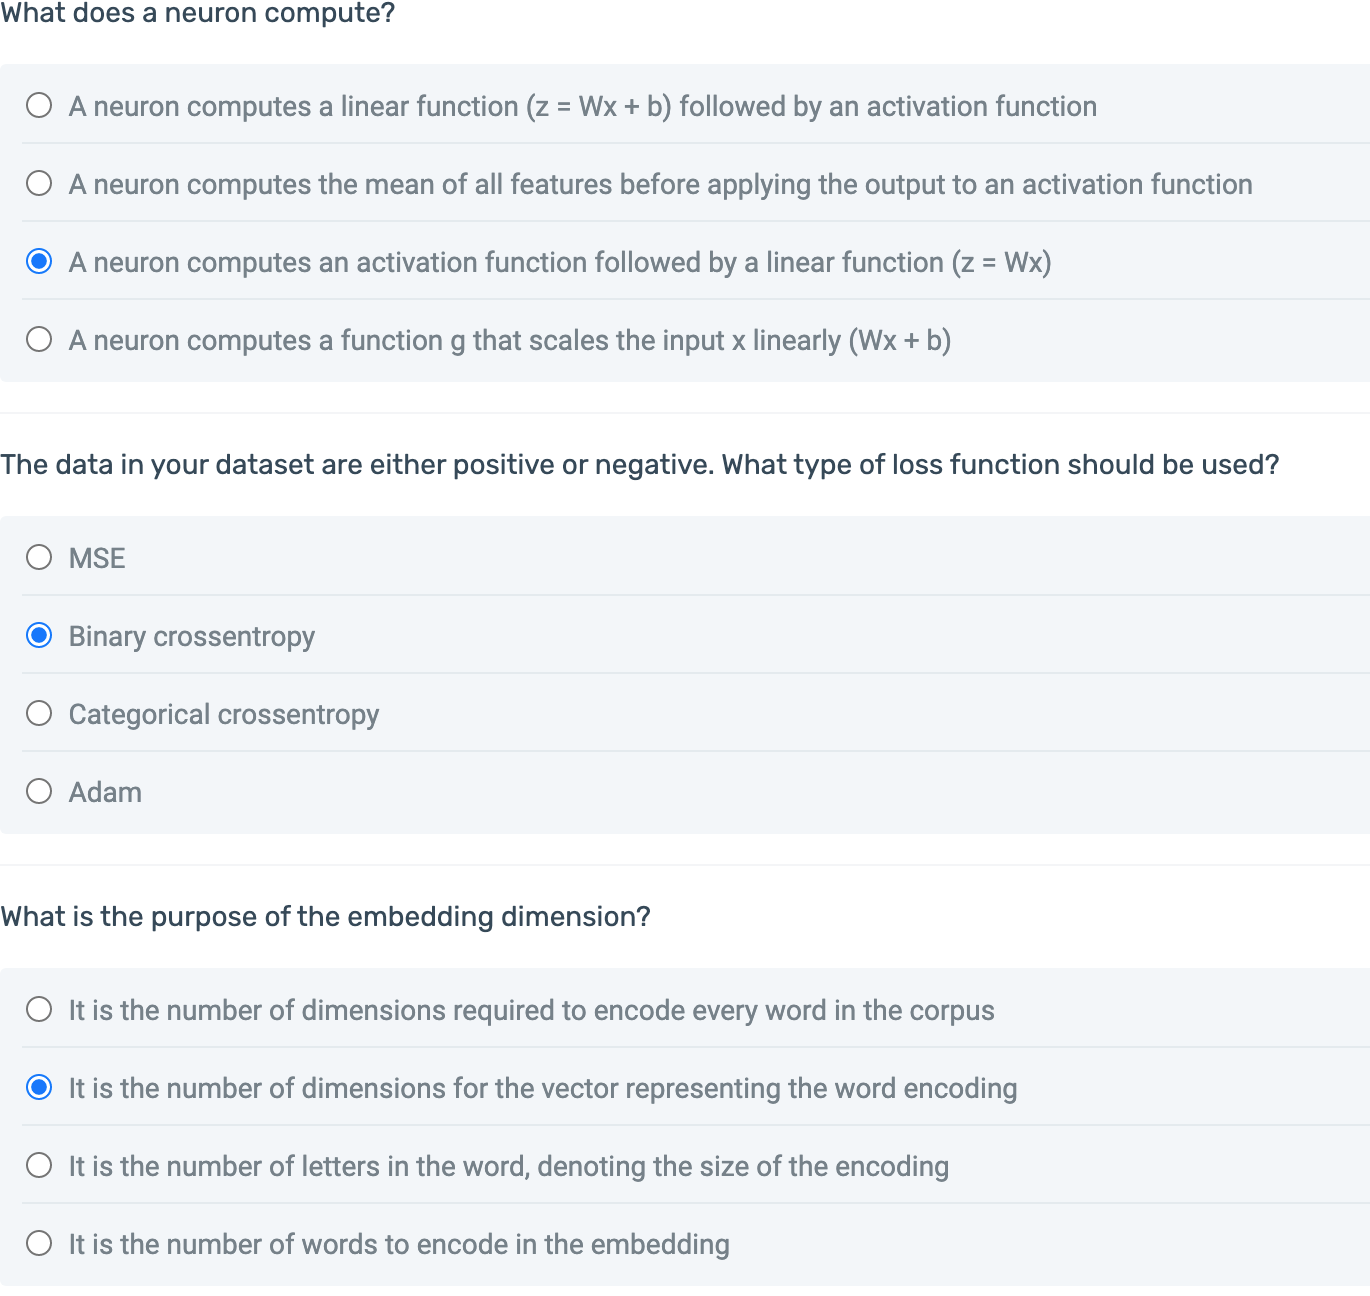 What does a neuron compute?
A neuron computes a linear function (z = Wx + b) followed by an activation function
A neuron computes the mean of all features before applying the output to an activation function
A neuron computes an activation function followed by a linear function (z = Wx)
A neuron computes a function g that scales the input x linearly (Wx + b)
The data in your dataset are either positive or negative. What type of loss function should be used?
MSE
Binary crossentropy
Categorical crossentropy
Adam
What is the purpose of the embedding dimension?
It is the number of dimensions required to encode every word in the corpus
It is the number of dimensions for the vector representing the word encoding
It is the number of letters in the word, denoting the size of the encoding
It is the number of words to encode in the embedding